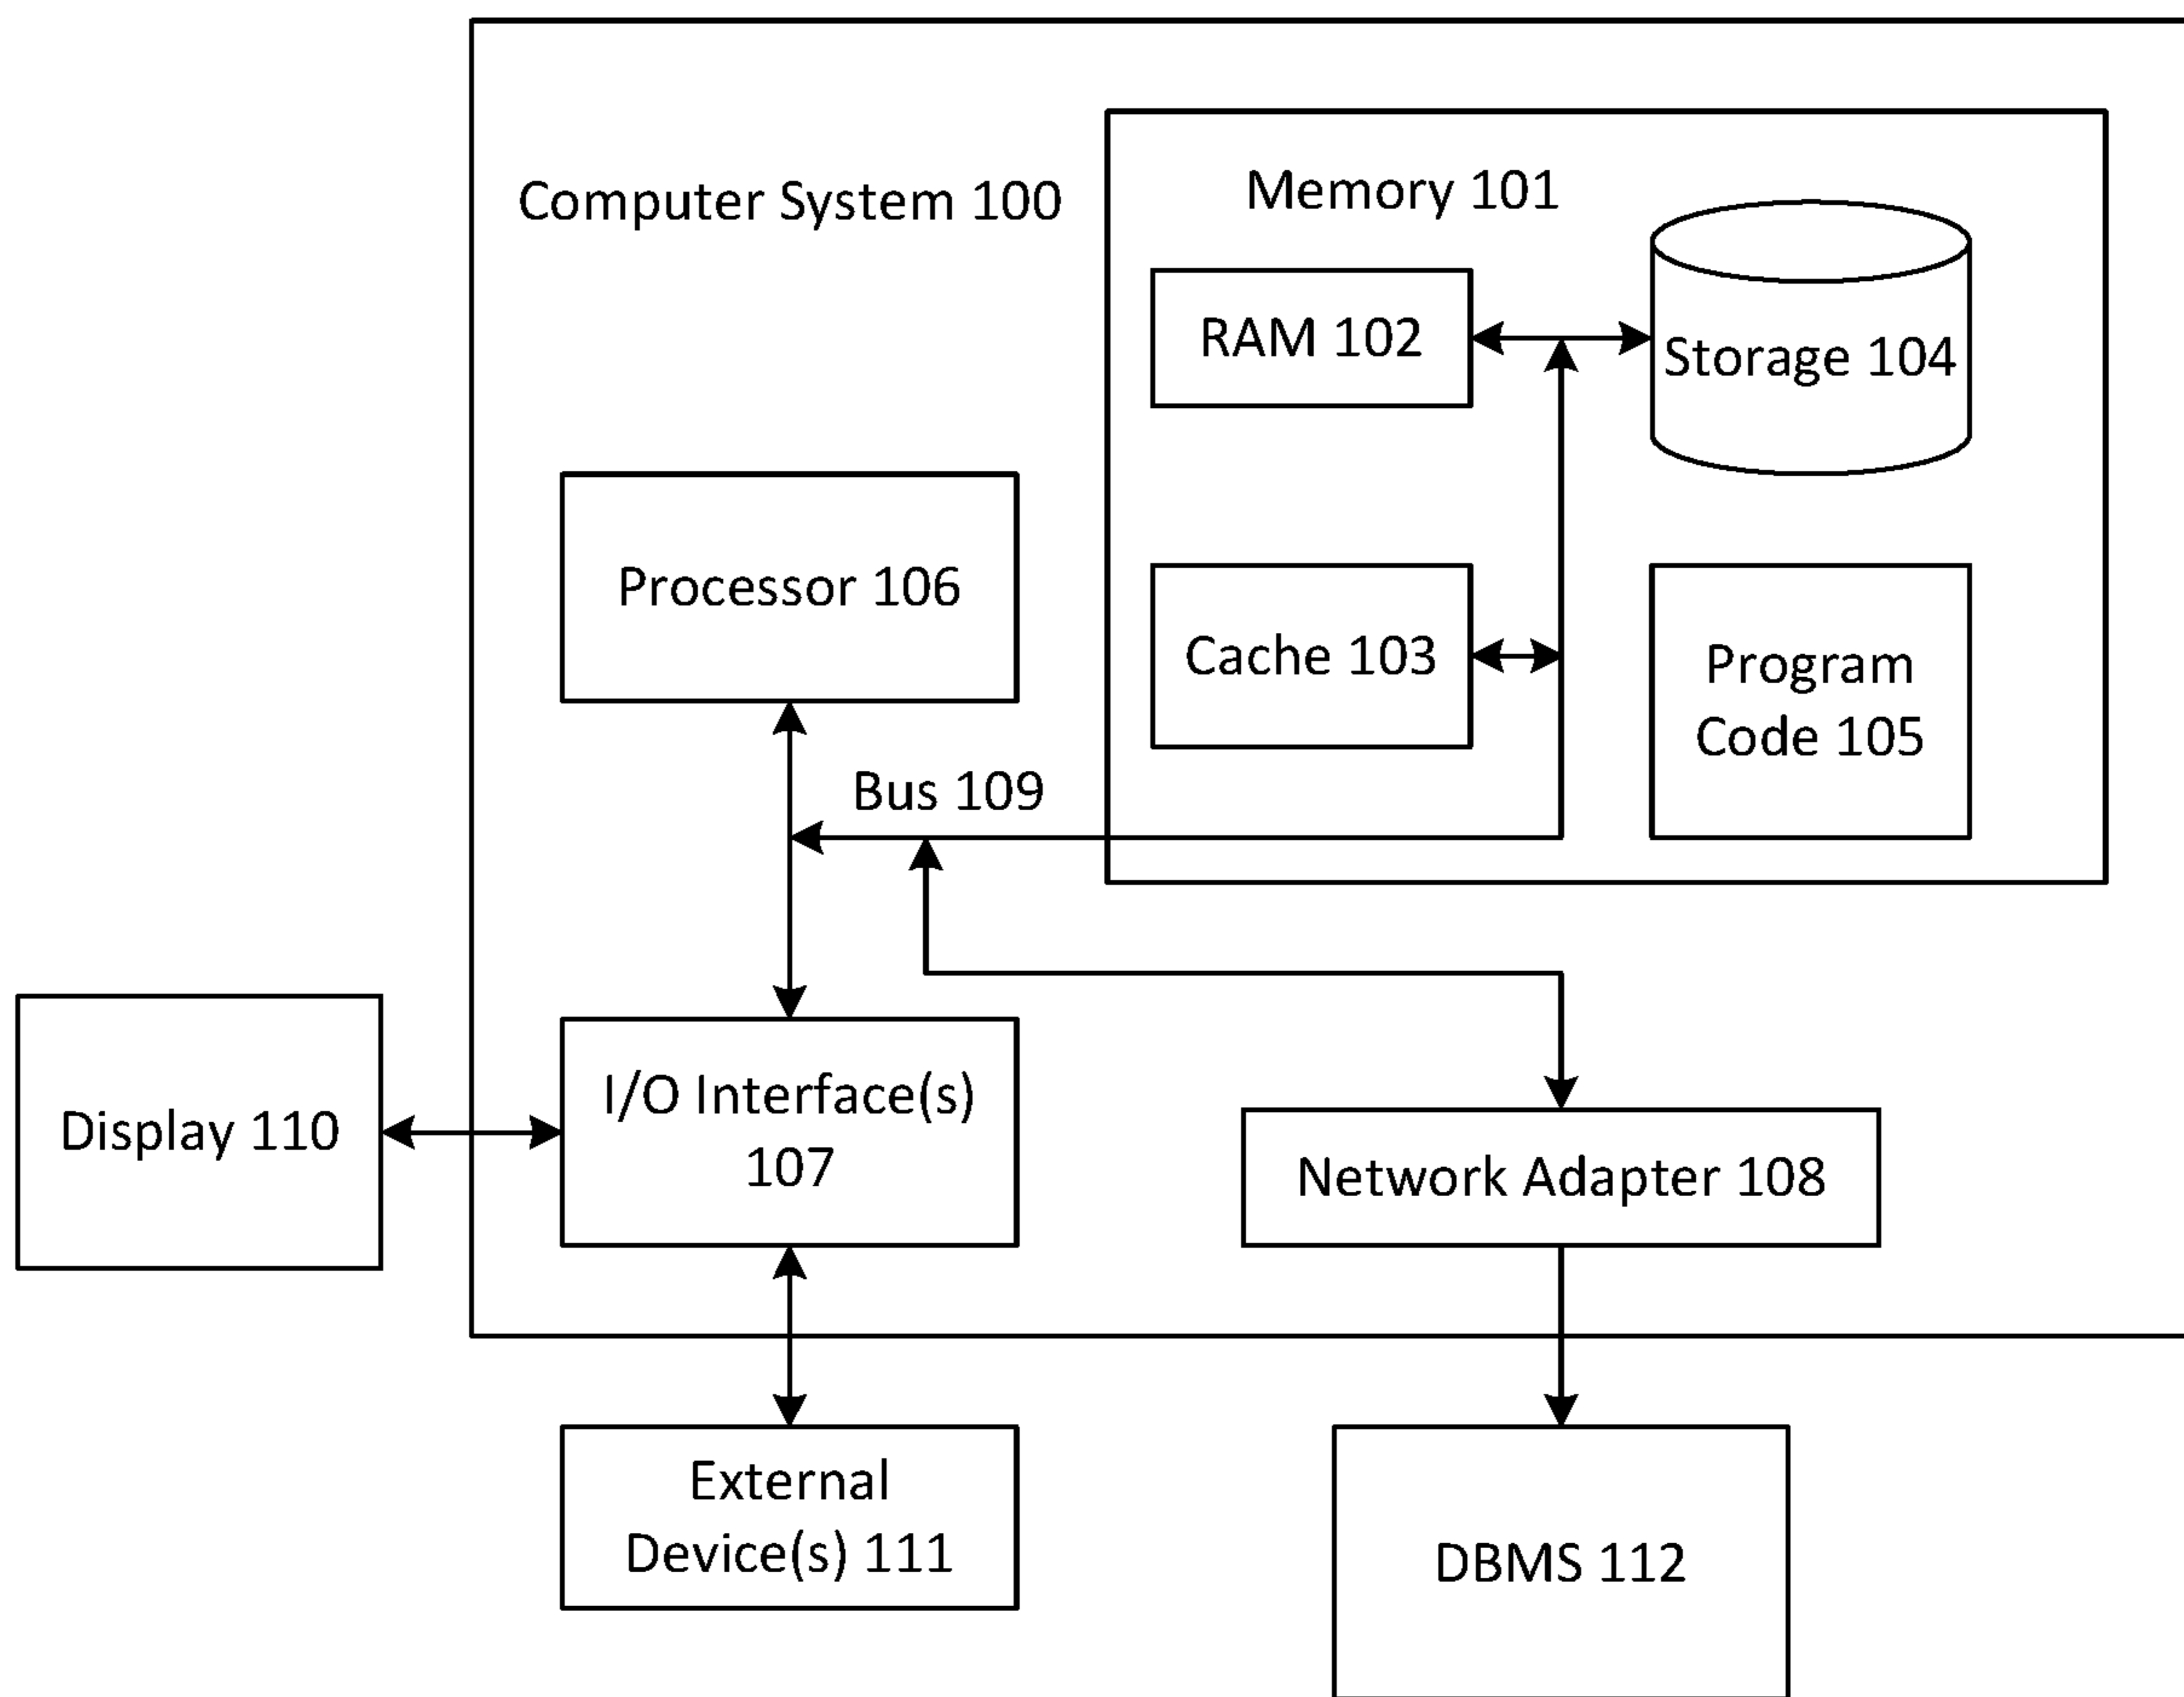 Computer System 100
Memory 101
RAM 102
Storage 104
Processor 106
Cache 103
Program
Code 105
Bus 109
Display 110
I/O Interface(s)
107
Network Adapter 108
External
Device(s) 111
DBMS 112